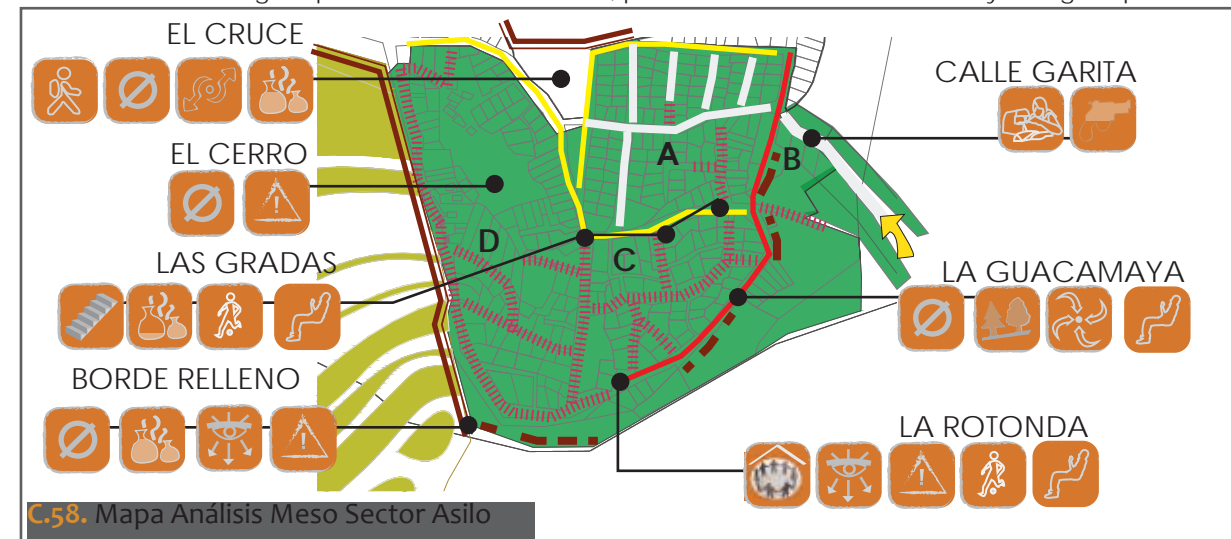 EL CRUCE
CALLE GARITA
A
B
EL CERRO
D
C
LAS GRADAS
LA GUACAMAYA
BORDE RELLENO
LA ROTONDA
C.58. Mapa Análisis Meso Sector Asilo